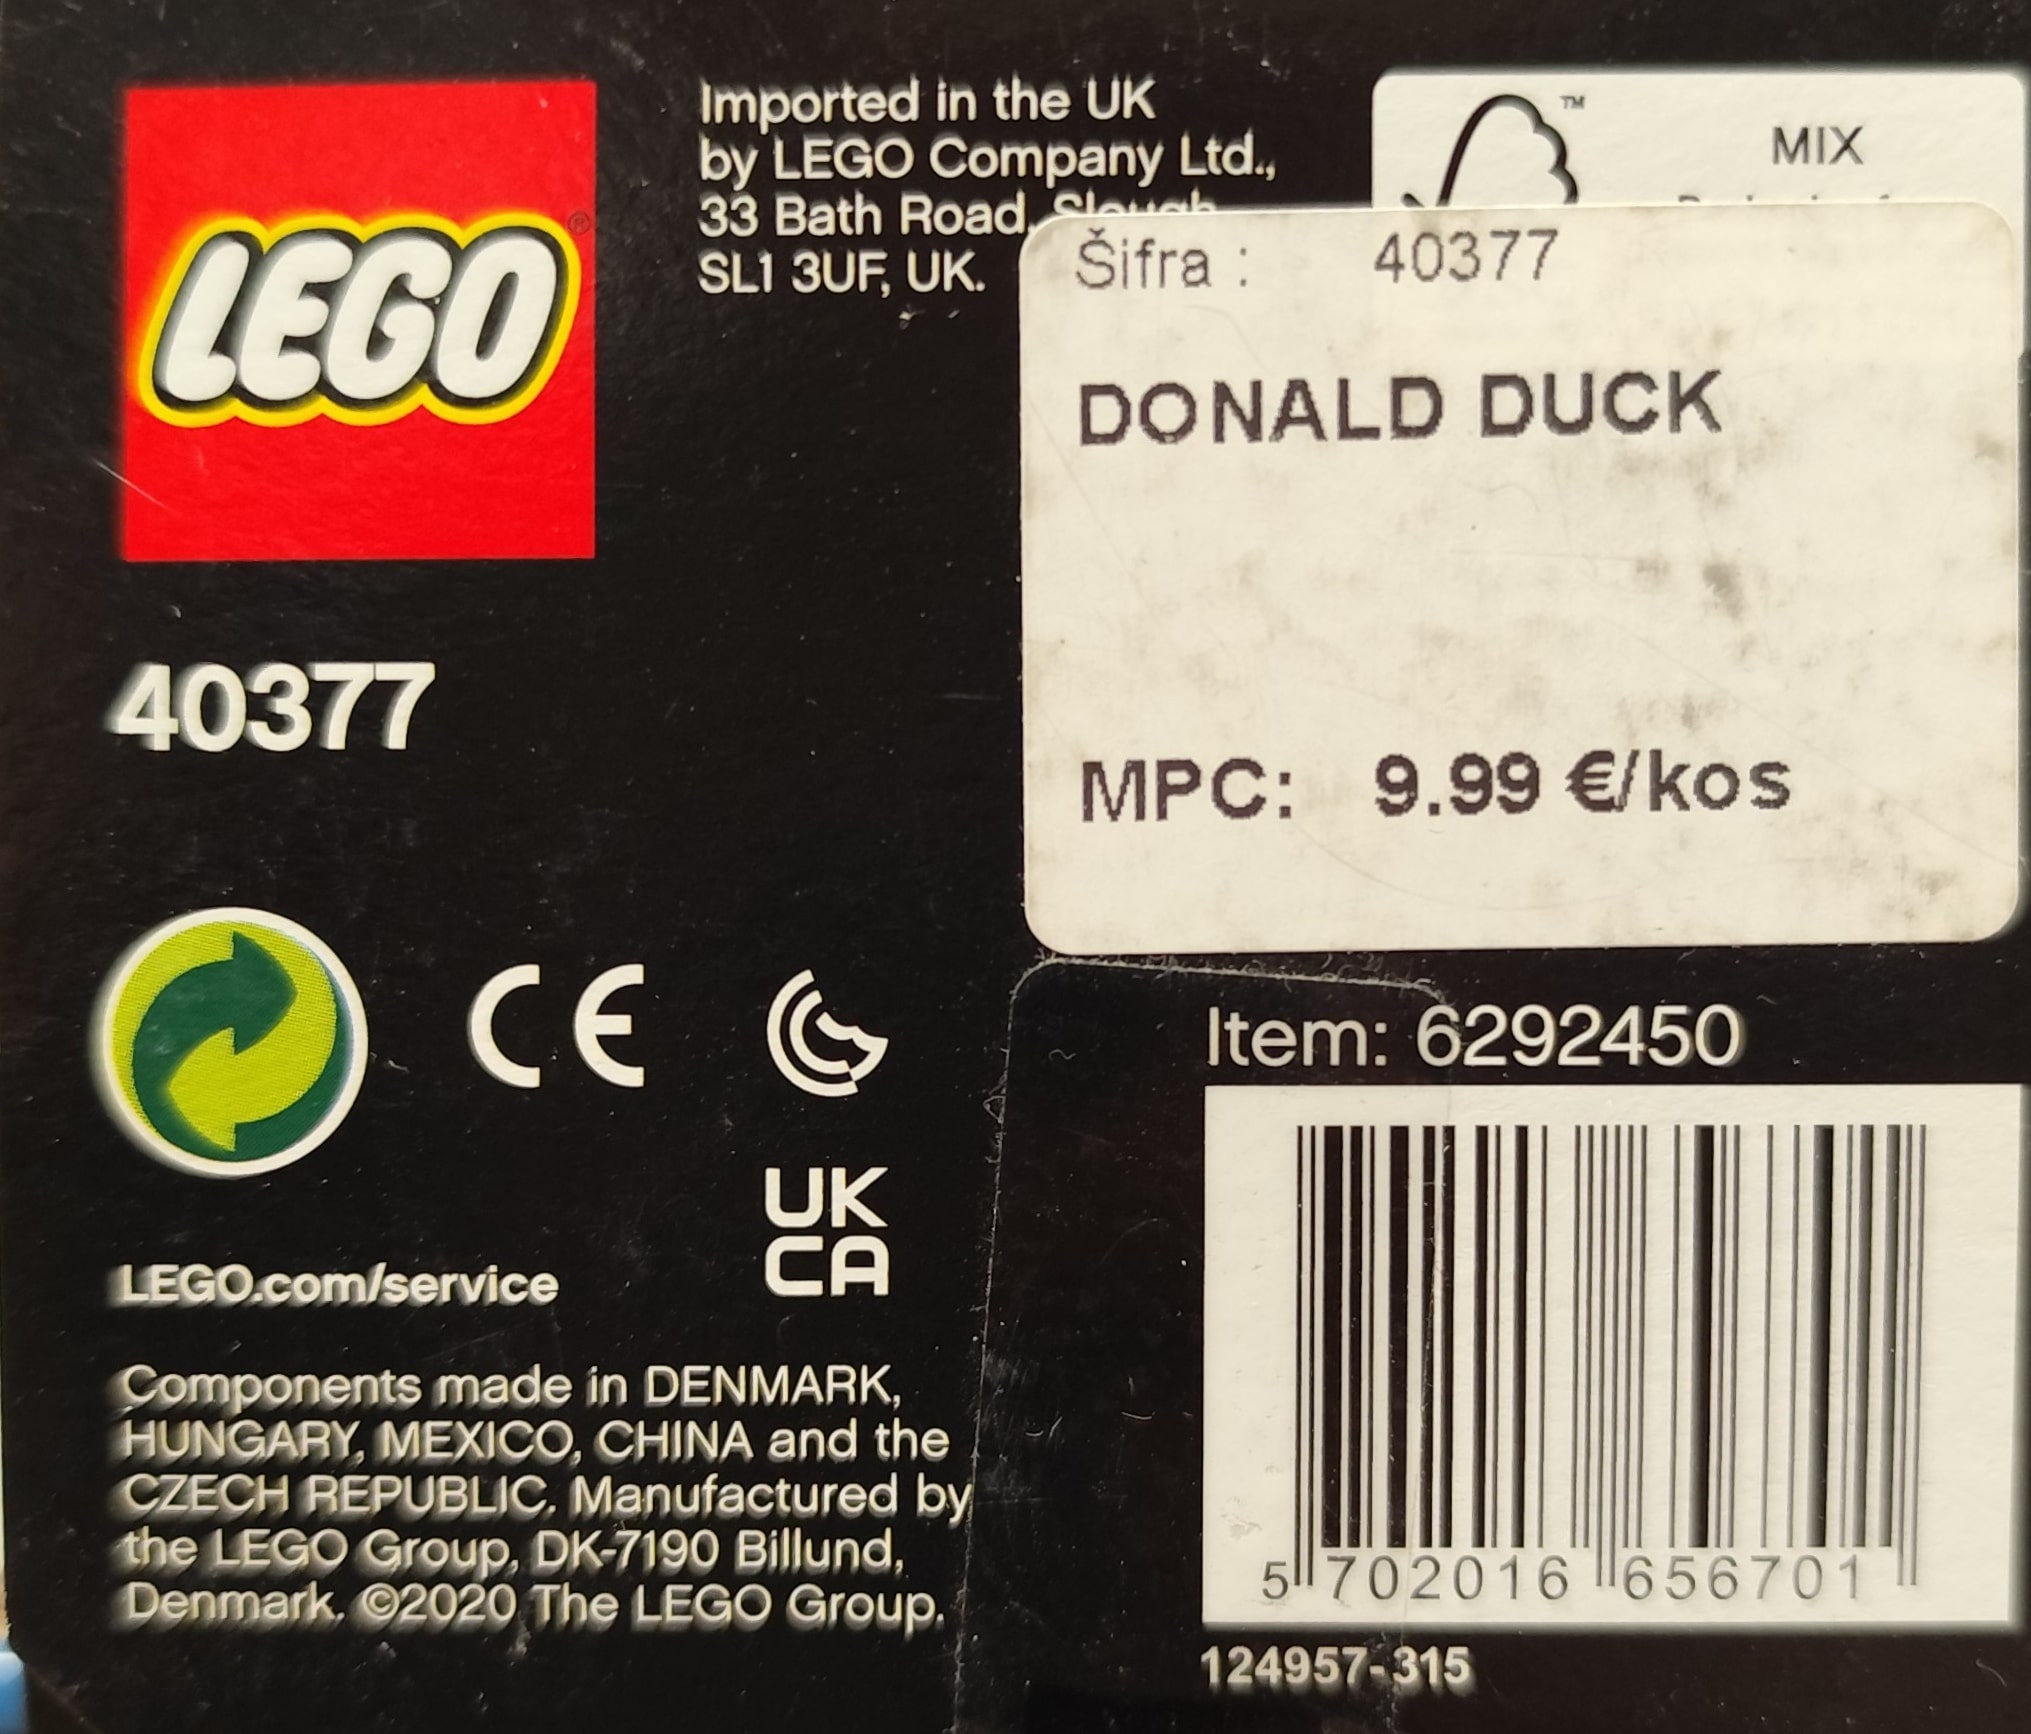 LEGO®
Imported in the UK
by LEGO Company Ltd.,
33 Bath Road, Slough
SL1 3UF, UK.
™
MIX
Šifra : 40377
DONALD DUCK
MPC: 9.99 €/kos
40377
CE
UK
CA
LEGO.com/service
Components made in DENMARK,
HUNGARY, MEXICO, CHINA and the
CZECH REPUBLIC. Manufactured by
the LEGO Group, DK-7190 Billund,
Denmark. ©2020 The LEGO Group.
Item: 6292450
5 702016 656701
124957-315